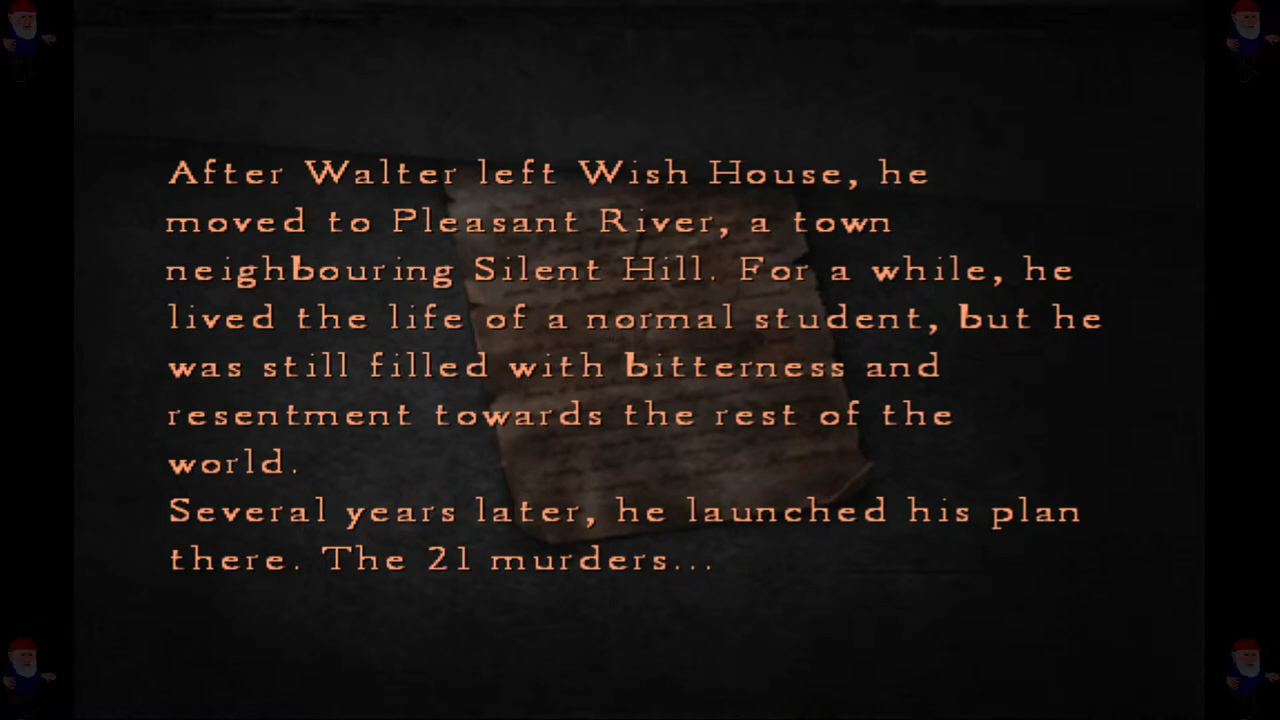 After Walter left Wish House, he
moved to Pleasant River, a town
neighbouring Silent Hill. For a while, he
lived the life of a normal student, but he
was still filled with bitterness and
resentment towards the rest of the
world.
Several years later, he launched his plan
there. The 21 murders...